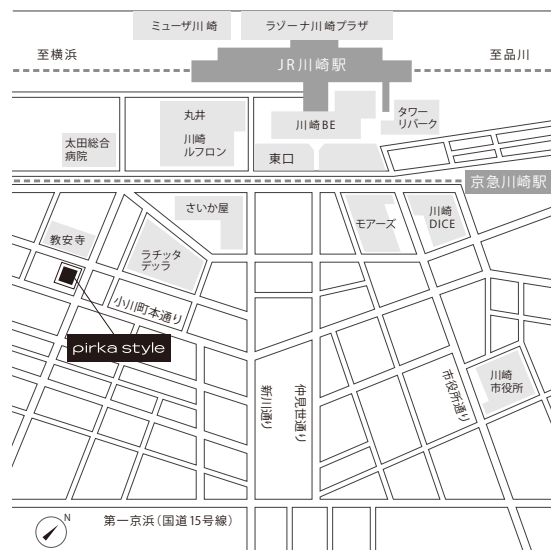 ミューザ川崎
ラゾーナ川崎プラザ
至横浜
JR川崎駅
至品川
丸井
川崎
ルフロン
川崎BE
タワー
リバーク
太田総合
病院
東口
京急川崎駅
さいか屋
モアーズ
川崎
DICE
教安寺
ラチッタ
デッラ
小川町本通り
pirka style
新川通り
仲見世通り
市役所通り
川崎
市役所
N
第一京浜（国道15号線）